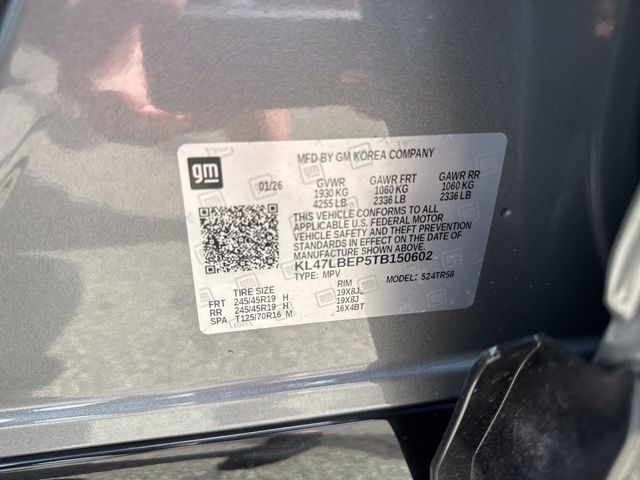 MFD BY GM KOREA COMPANY
gm
01/26
GVWR GAWR FRT GAWR RR
1930 KG 1060 KG 1060 KG
4255 LB 2336 LB 2336 LB
THIS VEHICLE CONFORMS TO ALL
APPLICABLE U.S. FEDERAL MOTOR
VEHICLE SAFETY AND THEFT PREVENTION
STANDARDS IN EFFECT ON THE DATE OF
MANUFACTURE SHOWN ABOVE.
KL47LBEP5TB150602
TYPE: MPV MODEL: 524TR58
TIRE SIZE RIM
FRT 245/45R19 H 19X8J
RR 245/45R19 H 19X8J
SPA T125/70R16 M 16X4BT